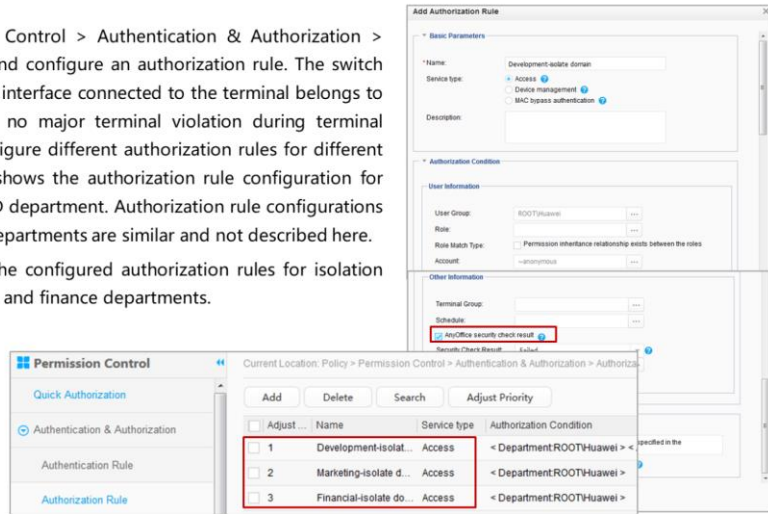 Control > Authentication & Authorization >
nd configure an authorization rule. The switch
interface connected to the terminal belongs to
no major terminal violation during terminal
igure different authorization rules for different
shows the authorization rule configuration for
D department. Authorization rule configurations
epartments are similar and not described here.
he configured authorization rules for isolation
and finance departments.
Add Authorization Rule
* Basic Parameters
*Name: Development-isolate domain
Service type: Access
Device management
MAC bypass authentication
Description:
* Authorization Condition
User Information
User Group: ROOT\Huawei ...
Role: ...
Role Match Type: Permission inheritance relationship exists between the roles
Account: ~anonymous ...
Other Information
Terminal Group: ...
Schedule: ...
AnyOffice security check result
Security Check Result: Failed
specified in the
Permission Control
Quick Authorization
Authentication & Authorization
Authentication Rule
Authorization Rule
Current Location: Policy > Permission Control > Authentication & Authorization > Authoriza
Add Delete Search Adjust Priority
Adjust ... Name Service type Authorization Condition
1 Development-isolat... Access < Department:ROOT\Huawei > <
2 Marketing-isolate d... Access < Department:ROOT\Huawei >
3 Financial-isolate do... Access < Department:ROOT\Huawei >